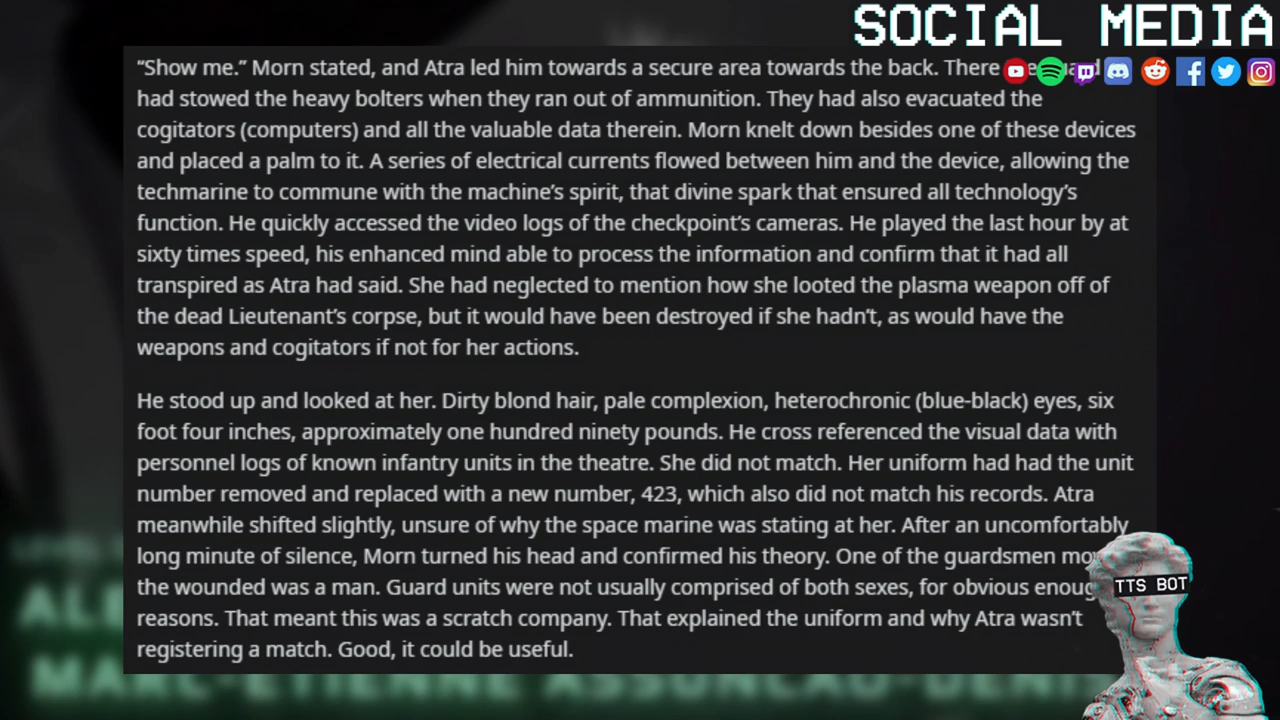 SOCIAL MEDIA
“Show me.” Morn stated, and Atra led him towards a secure area towards the back. There
had stowed the heavy bolters when they ran out of ammunition. They had also evacuated the
cogitators (computers) and all the valuable data therein. Morn knelt down besides one of these devices
and placed a palm to it. A series of electrical currents flowed between him and the device, allowing the
techmarine to commune with the machine’s spirit, that divine spark that ensured all technology’s
function. He quickly accessed the video logs of the checkpoint’s cameras. He played the last hour by at
sixty times speed, his enhanced mind able to process the information and confirm that it had all
transpired as Atra had said. She had neglected to mention how she looted the plasma weapon off of
the dead Lieutenant’s corpse, but it would have been destroyed if she hadn’t, as would have the
weapons and cogitators if not for her actions.
He stood up and looked at her. Dirty blond hair, pale complexion, heterochronic (blue-black) eyes, six
foot four inches, approximately one hundred ninety pounds. He cross referenced the visual data with
personnel logs of known infantry units in the theatre. She did not match. Her uniform had had the unit
number removed and replaced with a new number, 423, which also did not match his records. Atra
meanwhile shifted slightly, unsure of why the space marine was stating at her. After an uncomfortably
long minute of silence, Morn turned his head and confirmed his theory. One of the guardsmen
the wounded was a man. Guard units were not usually comprised of both sexes, for obvious
reasons. That meant this was a scratch company. That explained the uniform and why Atra wasn’t
registering a match. Good, it could be useful.
TTS BOT